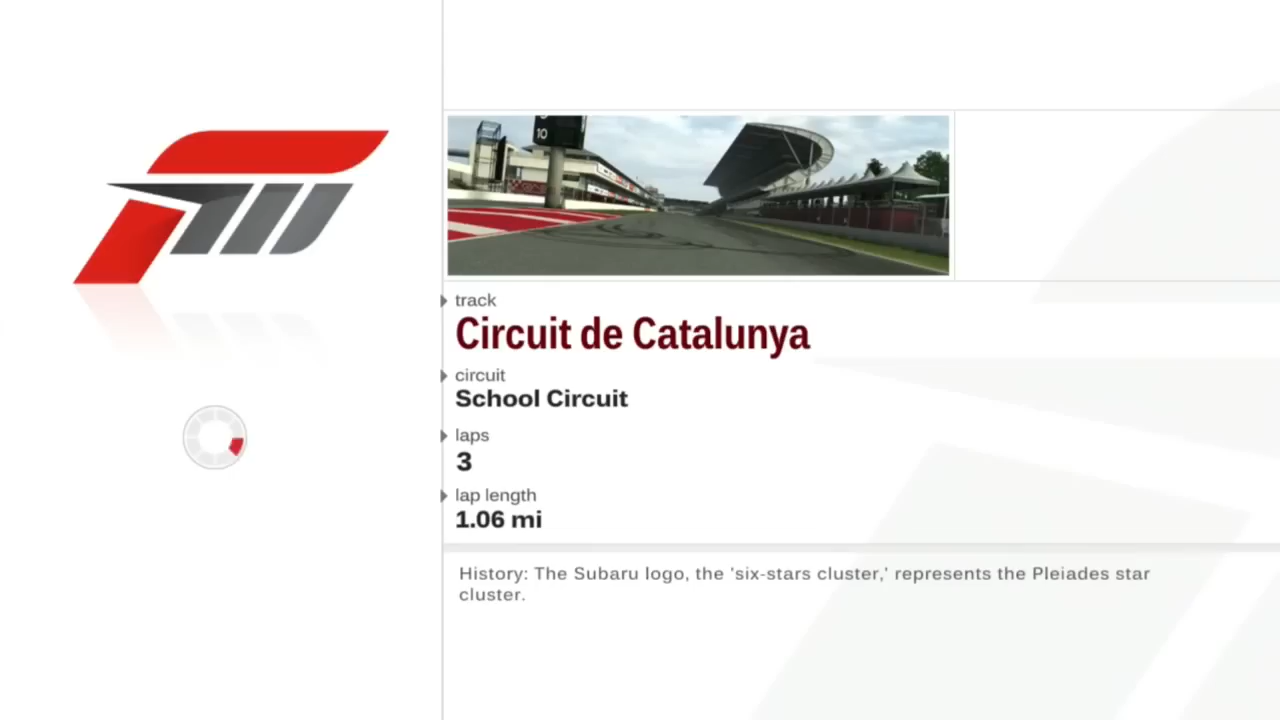 10
track
Circuit de Catalunya
circuit
School Circuit
laps
3
lap length
1.06 mi
History: The Subaru logo, the 'six-stars cluster,' represents the Pleiades star
cluster.